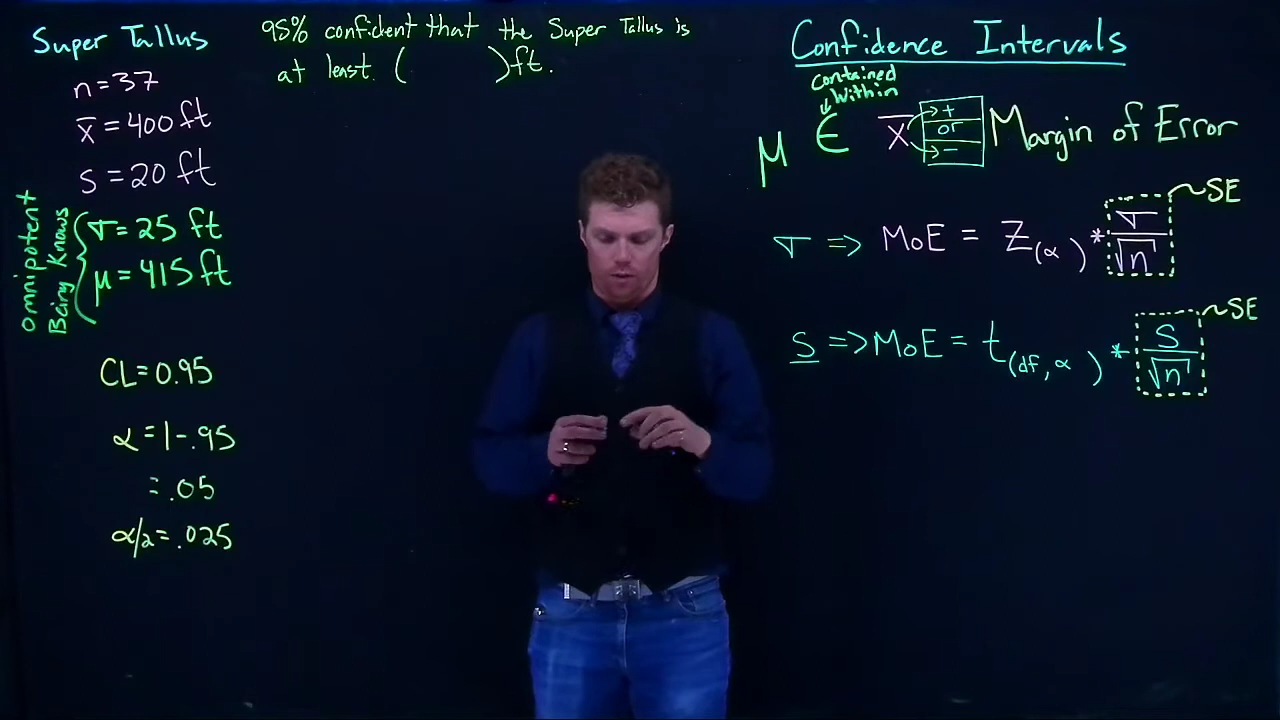 Super Tallus
n=37
x̄=400 ft
s=20 ft
Omnipotent
Being Knows
σ=25 ft
μ=415 ft
CL=0.95
α=1-.95
=.05
α/2=.025
95% confident that the Super Tallus is
at least ( )ft.
Confidence Intervals
contained
within
μ ∈ x̄ + or - Margin of Error
σ => MoE = Z(α ) * σ/√n ~SE
s => MoE = t(df, α ) * s/√n ~SE